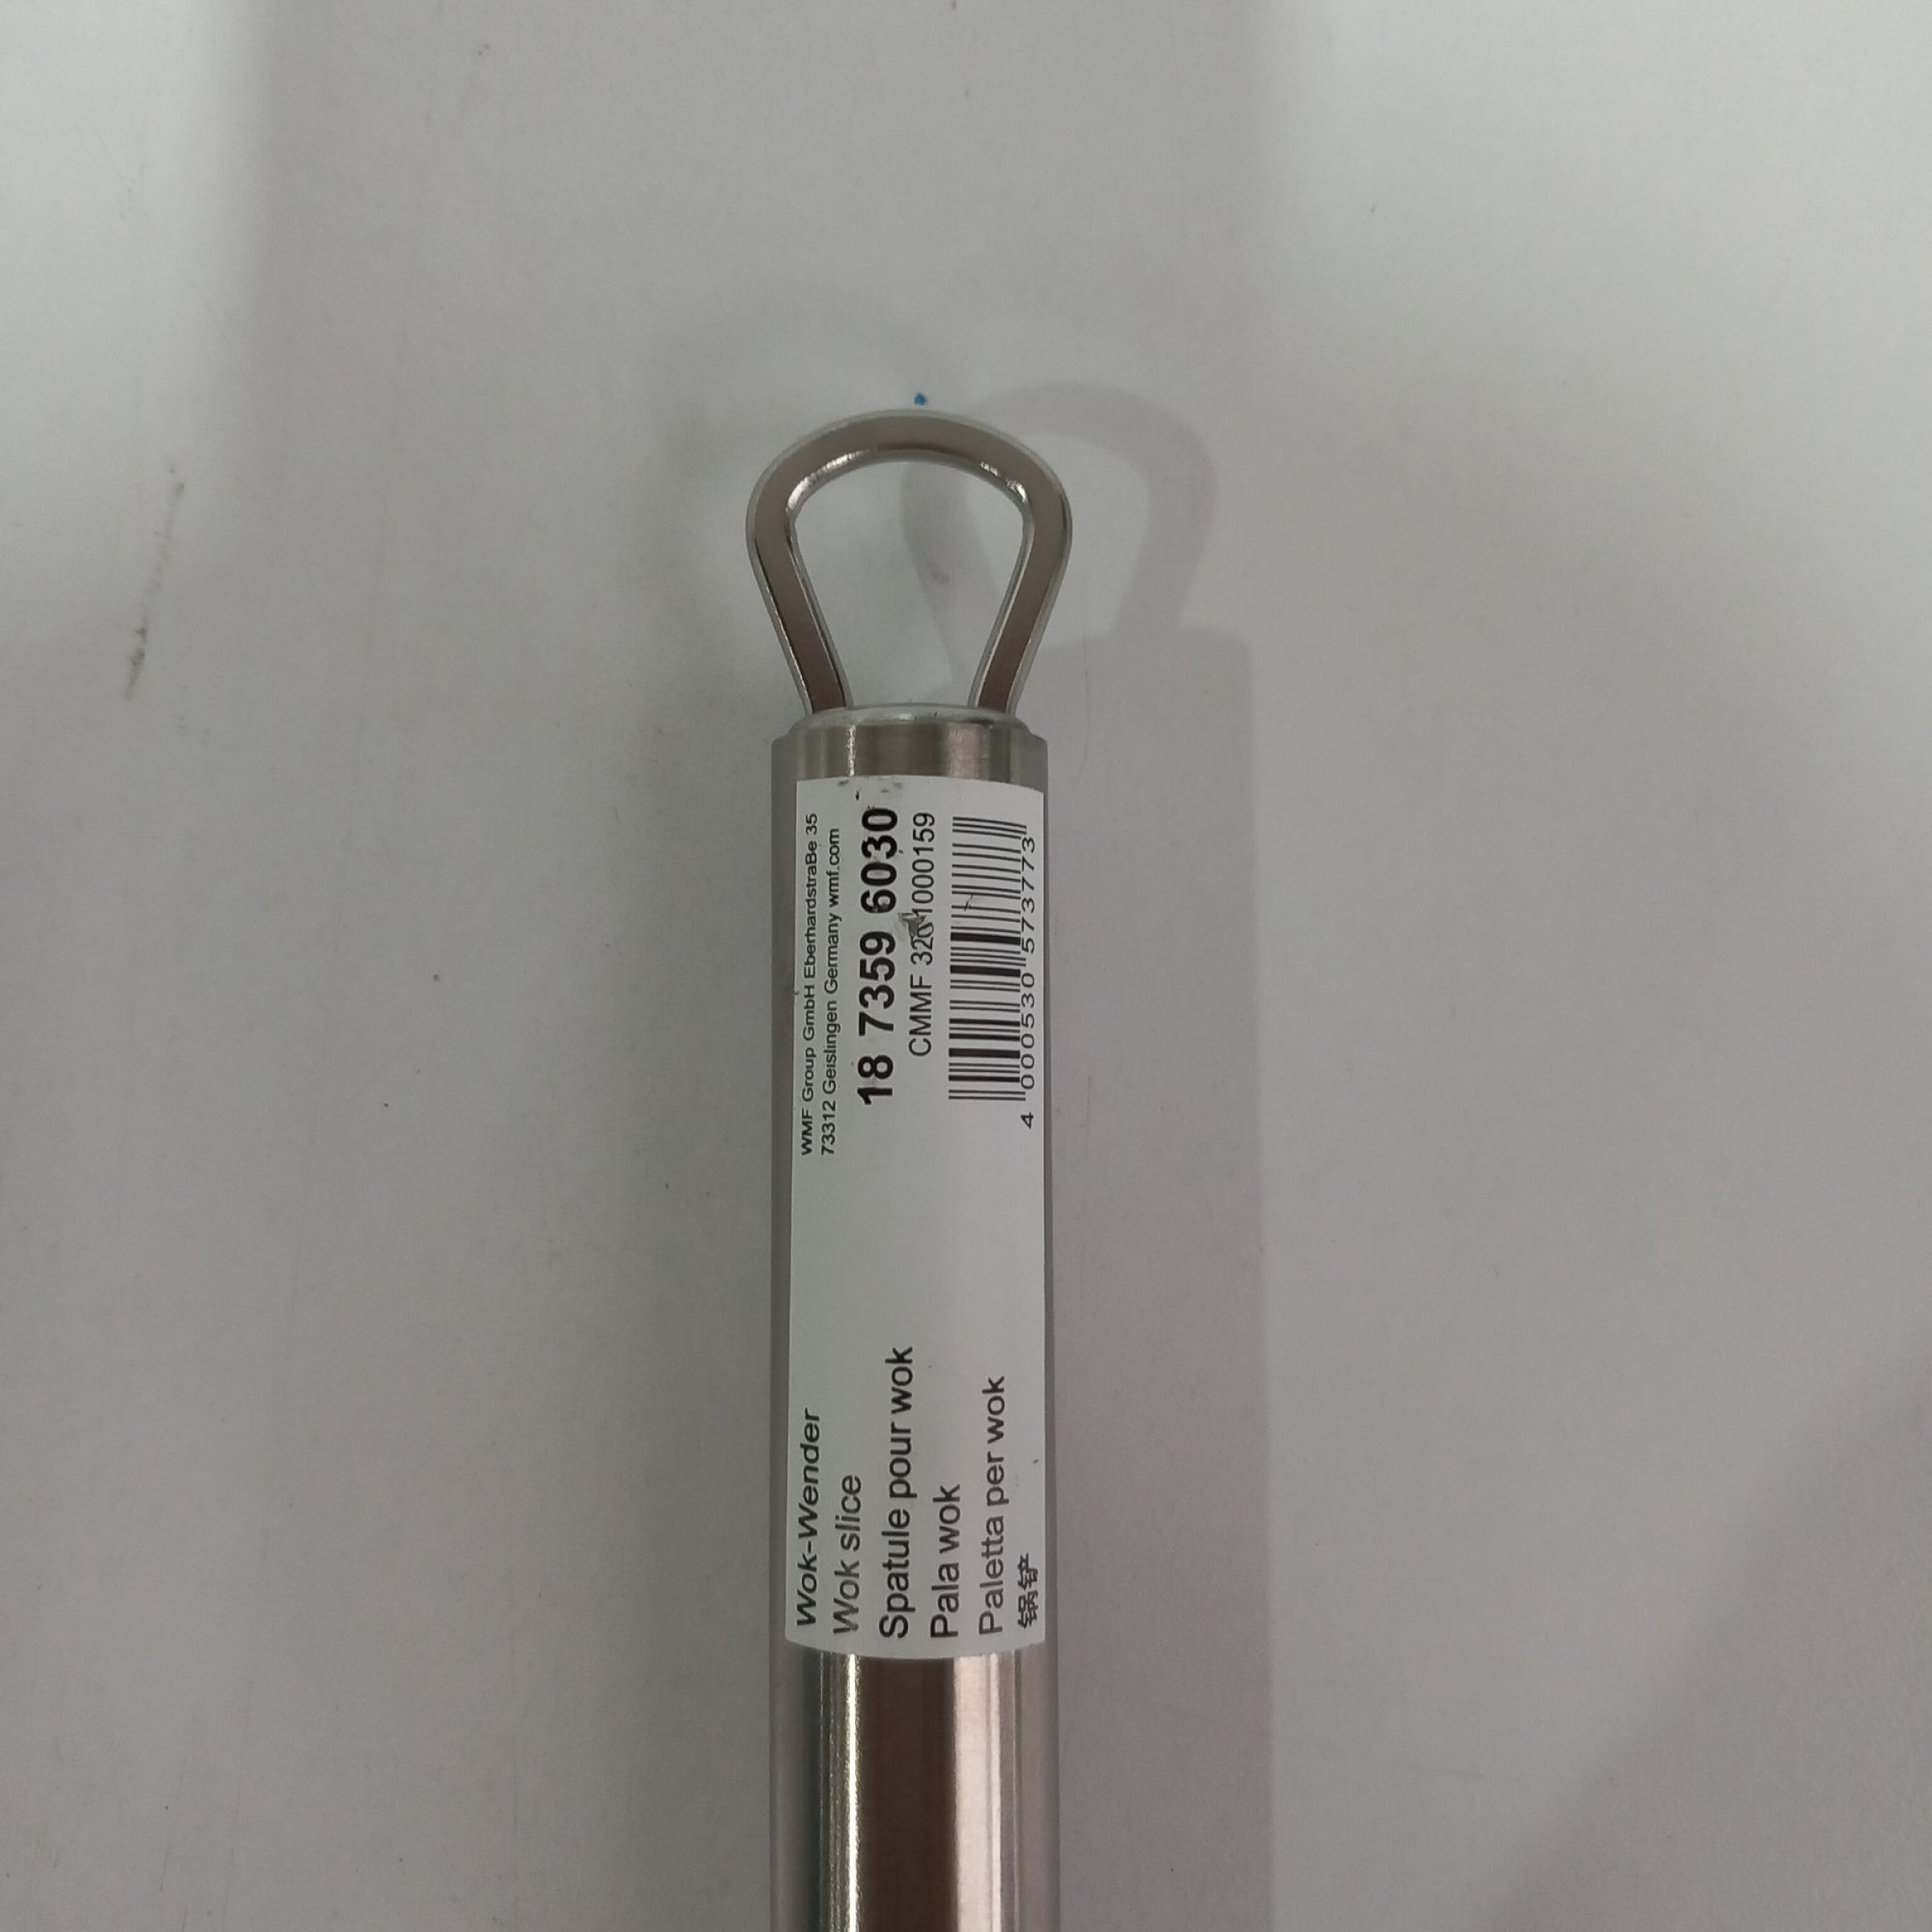 WMF Group GmbH Eberhardstraße 35
73312 Geislingen Germany wmf.com
18 7359 6030
CMMF 3201000159
4 000530 573773
Wok-Wender
Wok slice
Spatule pour wok
Pala wok
Paletta per wok
锅铲